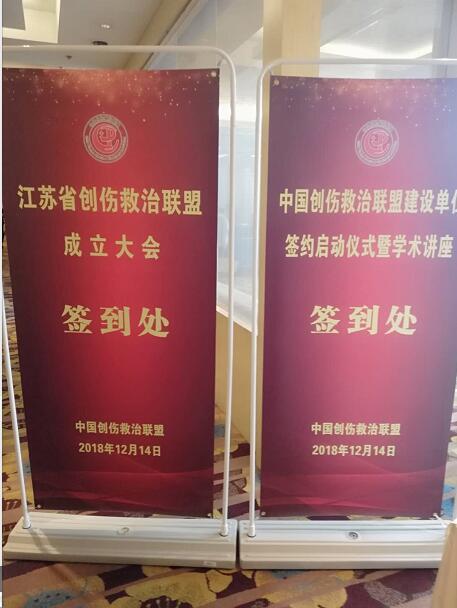 江苏省创伤救治联盟
成立大会
签到处
中国创伤救治联盟
2018年12月14日
中国创伤救治联盟建设单位
签约启动仪式暨学术讲座
签到处
中国创伤救治联盟
2018年12月14日